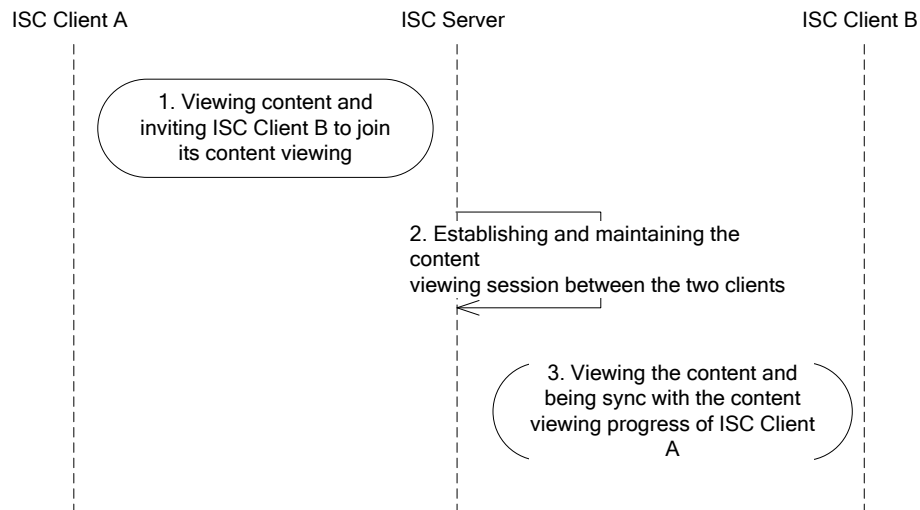 ISC Client A
ISC Server
ISC Client B
1. Viewing content and
inviting ISC Client B to join
its content viewing
2. Establishing and maintaining the
content
viewing session between the two clients
3. Viewing the content and
being sync with the content
viewing progress of ISC Client
A